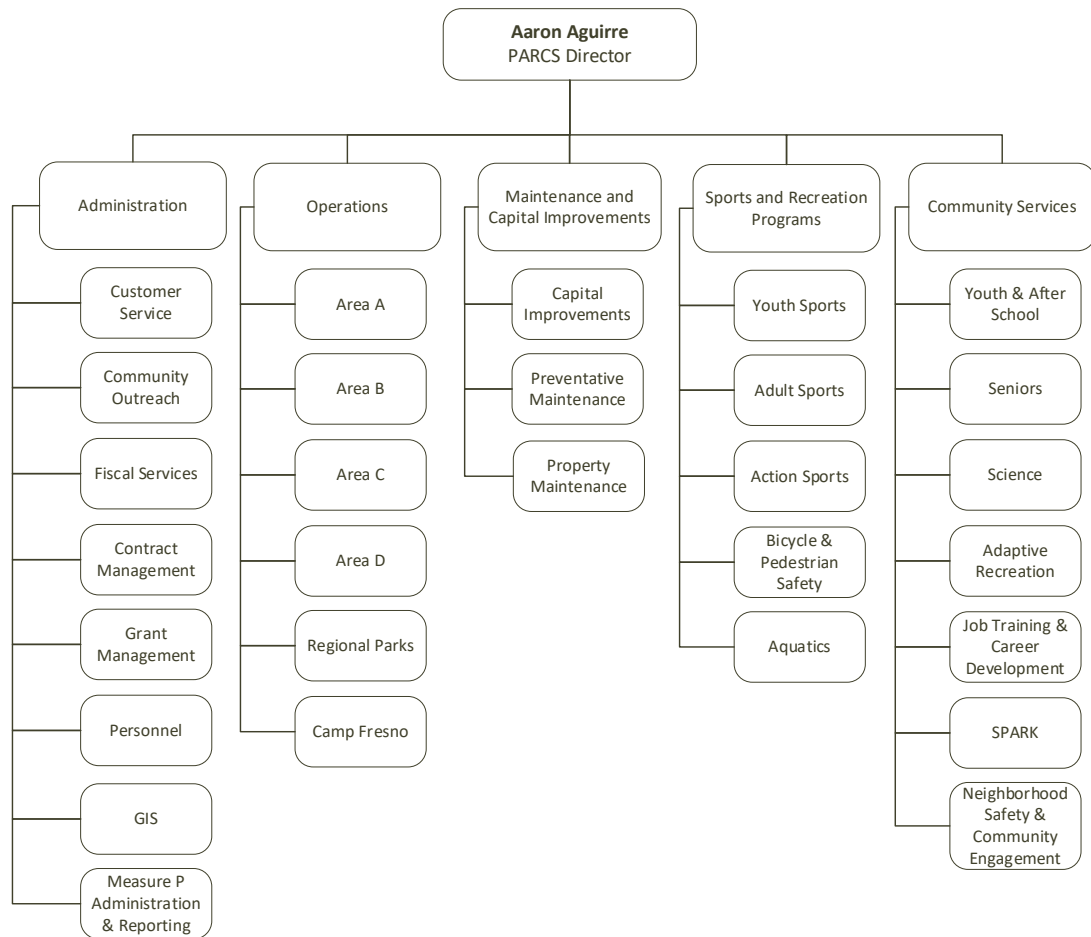 Aaron Aguirre
PARCS Director
Administration
Customer
Service
Community
Outreach
Fiscal Services
Contract
Management
Grant
Management
Personnel
GIS
Measure P
Administration
& Reporting
Operations
Area A
Area B
Area C
Area D
Regional Parks
Camp Fresno
Maintenance and
Capital Improvements
Capital
Improvements
Preventative
Maintenance
Property
Maintenance
Sports and Recreation
Programs
Youth Sports
Adult Sports
Action Sports
Bicycle &
Pedestrian
Safety
Aquatics
Community Services
Youth & After
School
Seniors
Science
Adaptive
Recreation
Job Training &
Career
Development
SPARK
Neighborhood
Safety &
Community
Engagement